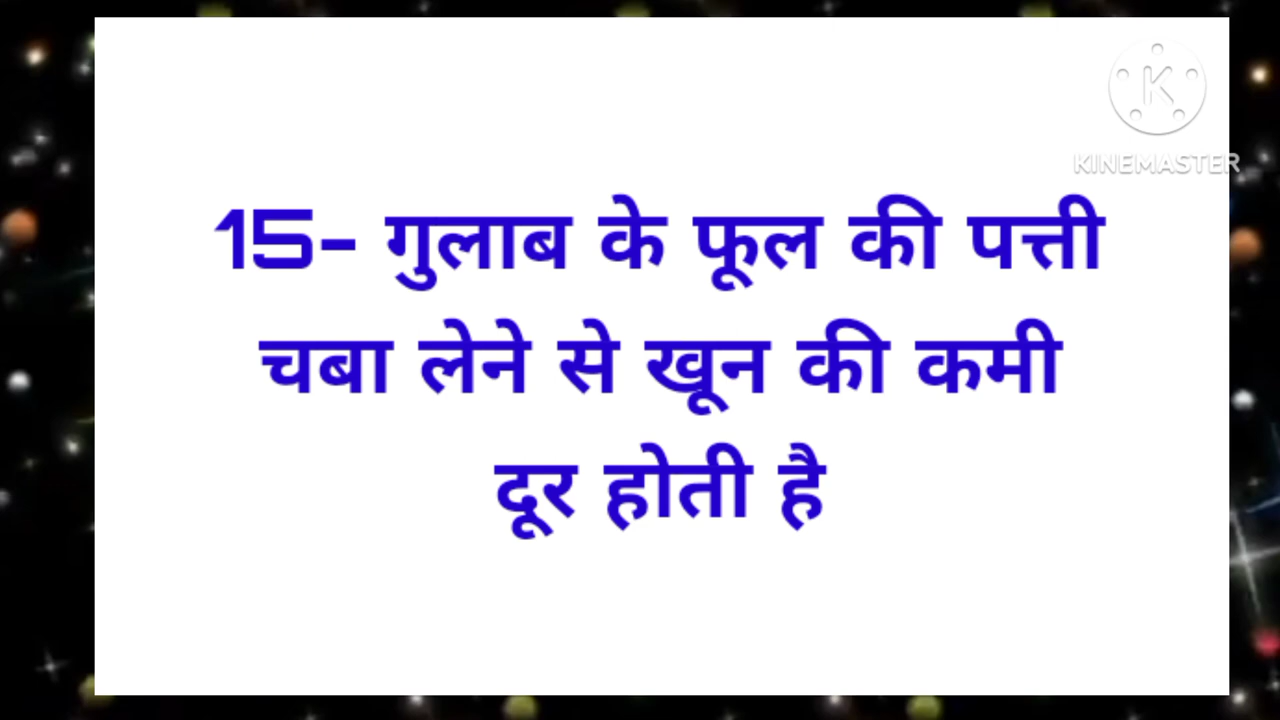 KINEMASTER
15- गुलाब के फूल की पत्ती
चबा लेने से खून की कमी
दूर होती है